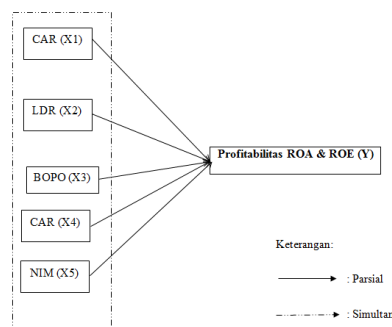 CAR (X1)
LDR (X2)
Profitabilitas ROA & ROE (Y)
BOPO (X3)
CAR (X4)
NIM (X5)
Keterangan:
: Parsial
: Simultan